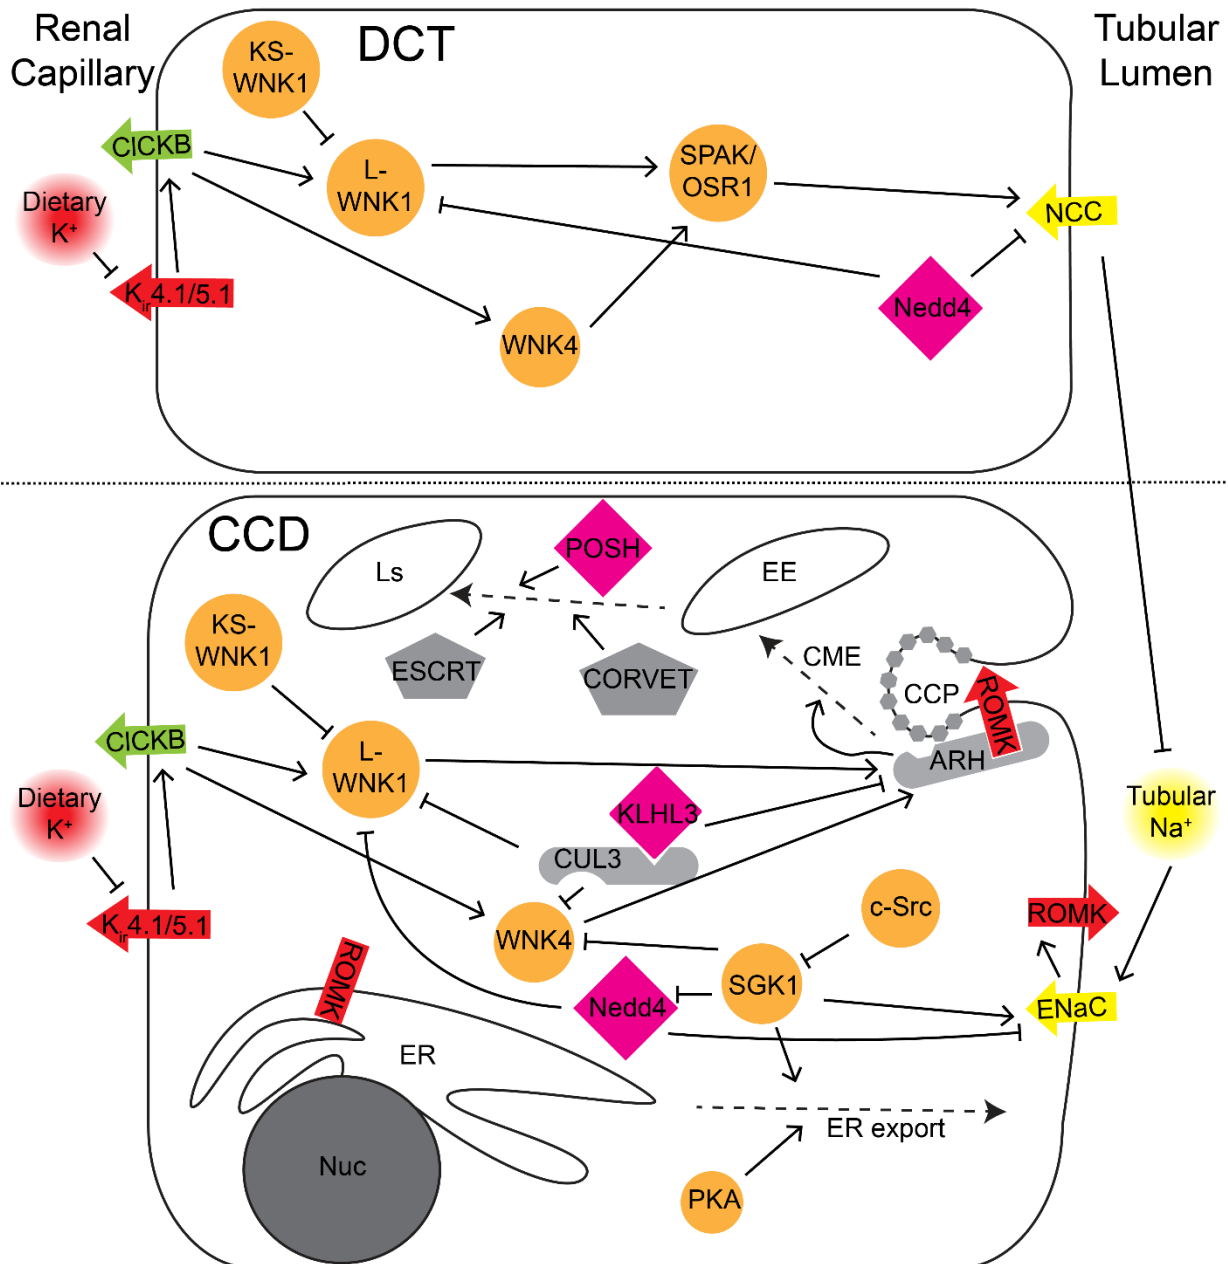 Renal
Capillary
DCT
Tubular
Lumen
KS-
WNK1
ClCKB
L-
WNK1
SPAK/
OSR1
Dietary
K⁺
NCC
Kir4.1/5.1
Nedd4
WNK4
CCD
POSH
Ls
EE
KS-
WNK1
ESCRT
CORVET
CME
CCP
ROMK
ClCKB
L-
WNK1
ARH
Dietary
K⁺
KLHL3
Tubular
Na⁺
CUL3
c-Src
ROMK
Kir4.1/5.1
WNK4
ROMK
SGK1
Nedd4
ENaC
ER
ER export
Nuc
PKA